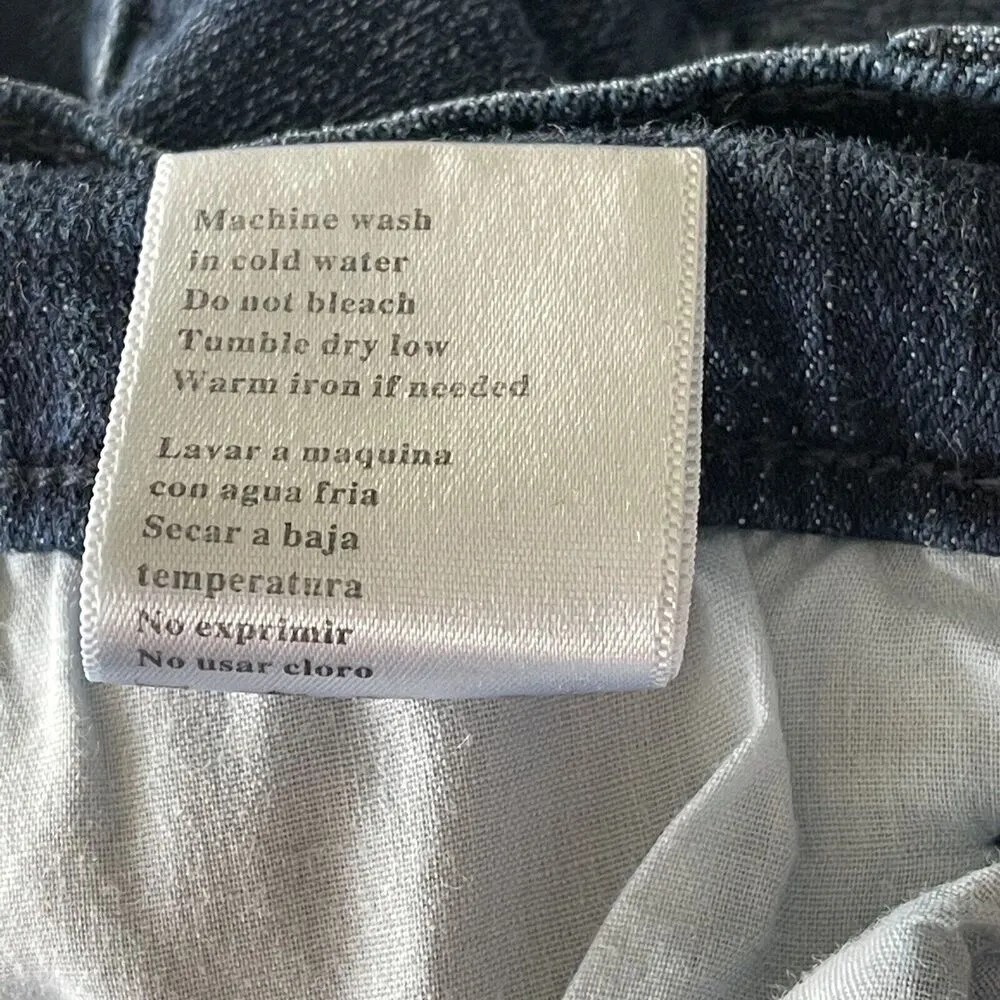 Machine wash
in cold water
Do not bleach
Tumble dry low
Warm iron if needed
Lavar a maquina
con agua fria
Secar a baja
temperatura
No exprimir
No usar cloro